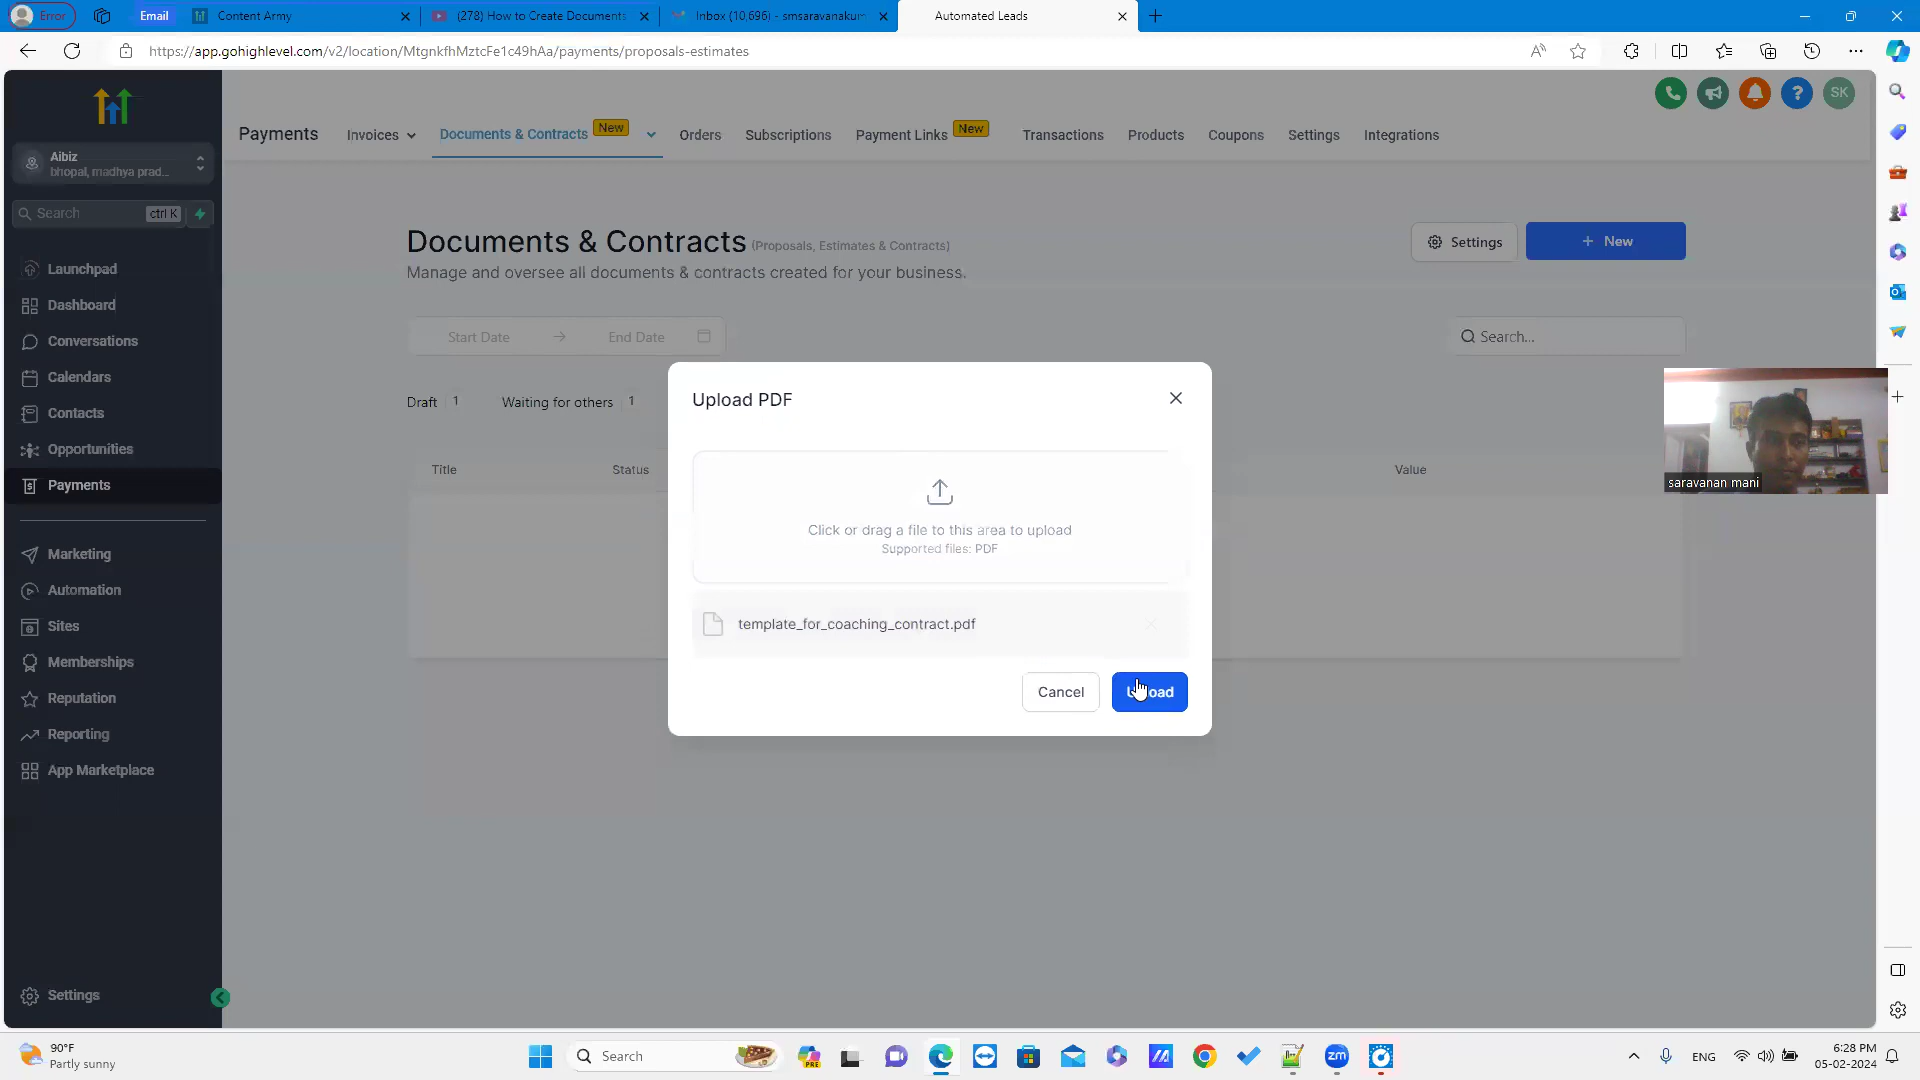 Error
Email
Content Army
(278) How to Create Documents
Inbox (10,696) - smsaravanakum
Automated Leads
https://app.gohighlevel.com/v2/location/MtgnkfhMztcFe1c49hAa/payments/proposals-estimates
SK
Payments
Invoices
Documents & Contracts
New
Orders
Subscriptions
Payment Links
New
Transactions
Products
Coupons
Settings
Integrations
Aibiz
bhopal, madhya prad...
Search
ctrl K
Launchpad
Dashboard
Conversations
Calendars
Contacts
Opportunities
Payments
Marketing
Automation
Sites
Memberships
Reputation
Reporting
App Marketplace
Settings
Documents & Contracts (Proposals, Estimates & Contracts)
Manage and oversee all documents & contracts created for your business.
Settings
+ New
Start Date
End Date
Search...
Draft 1
Waiting for others 1
Title
Status
Value
Upload PDF
Click or drag a file to this area to upload
Supported files: PDF
template_for_coaching_contract.pdf
Cancel
Upload
saravanan mani
90°F
Partly sunny
Search
PRE
zm
ENG
6:28 PM
05-02-2024